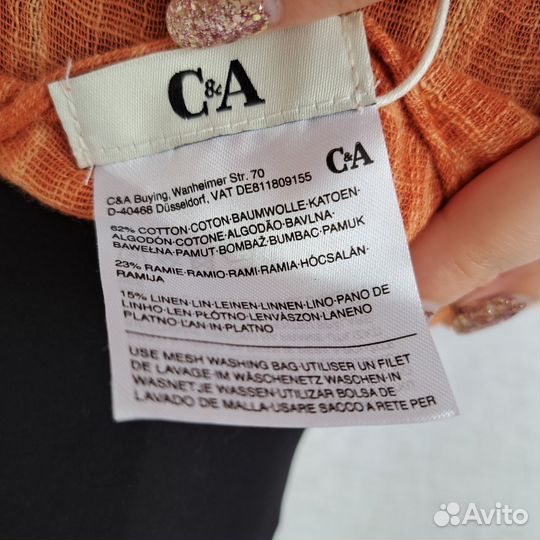 C&A
C&A
C&A Buying, Wanheimer Str. 70
D-40468 Düsseldorf, VAT DE811809155
62% COTTON·COTON·BAUMWOLLE·KATOEN·
ALGODÓN·COTONE·ALGODÃO·BAVLNA·
BAWEŁNA·PAMUT·BOMBAŽ·BUMBAC·PAMUK
23% RAMIE·RAMIO·RAMI·RAMIA·HÓCSALÁN·
RAMIJA
15% LINEN·LIN·LEINEN·LINNEN·LINO·PANO DE
LINHO·LEN·PŁÓTNO·LENVÁSZON·LANENO
PLATNO·L'AN IN·PLATNO
USE MESH WASHING BAG·UTILISER UN FILET
DE LAVAGE·IM WÄSCHENETZ WASCHEN·IN
WASNETJE WASSEN·UTILIZAR BOLSA DE
LAVADO DE MALLA·USARE SACCO A RETE PER
Avito